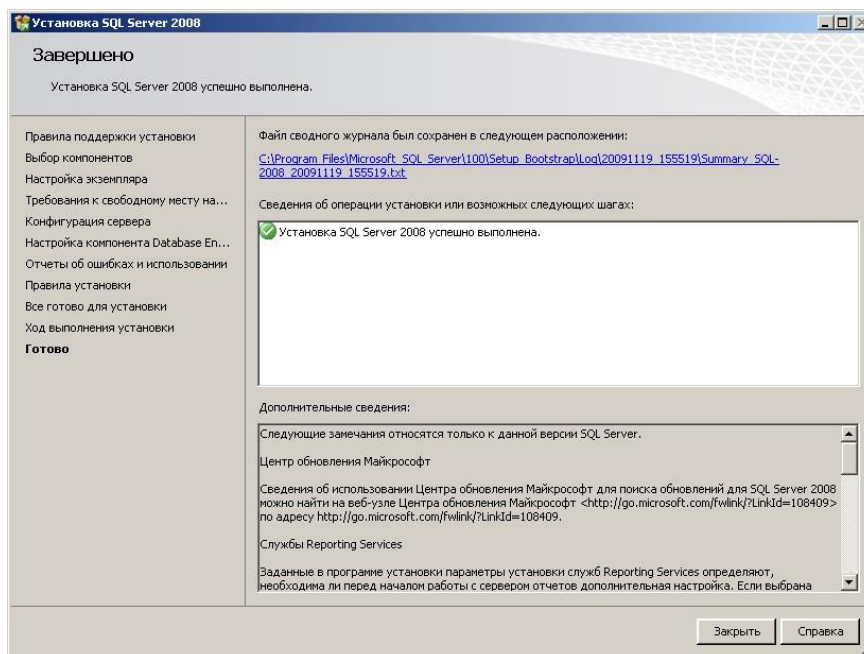 Установка SQL Server 2008
Завершено
Установка SQL Server 2008 успешно выполнена.
Правила поддержки установки
Выбор компонентов
Настройка экземпляра
Требования к свободному месту на...
Конфигурация сервера
Настройка компонента Database En...
Отчеты об ошибках и использовании
Правила установки
Все готово для установки
Ход выполнения установки
Готово
Файл сводного журнала был сохранен в следующем расположении:
C:\Program Files\Microsoft SQL Server\100\Setup Bootstrap\Log\20091119_155519\Summary_SQL-
2008_20091119_155519.txt
Сведения об операции установки или возможных следующих шагах:
Установка SQL Server 2008 успешно выполнена.
Дополнительные сведения:
Следующие замечания относятся только к данной версии SQL Server.
Центр обновления Майкрософт
Сведения об использовании Центра обновления Майкрософт для поиска обновлений для SQL Server 2008
можно найти на веб-узле Центра обновления Майкрософт <http://go.microsoft.com/fwlink/?LinkId=108409>
по адресу http://go.microsoft.com/fwlink/?LinkId=108409.
Службы Reporting Services
Заданные в программе установки параметры установки служб Reporting Services определяют,
необходима ли перед началом работы с сервером отчетов дополнительная настройка. Если выбрана
Закрыть
Справка